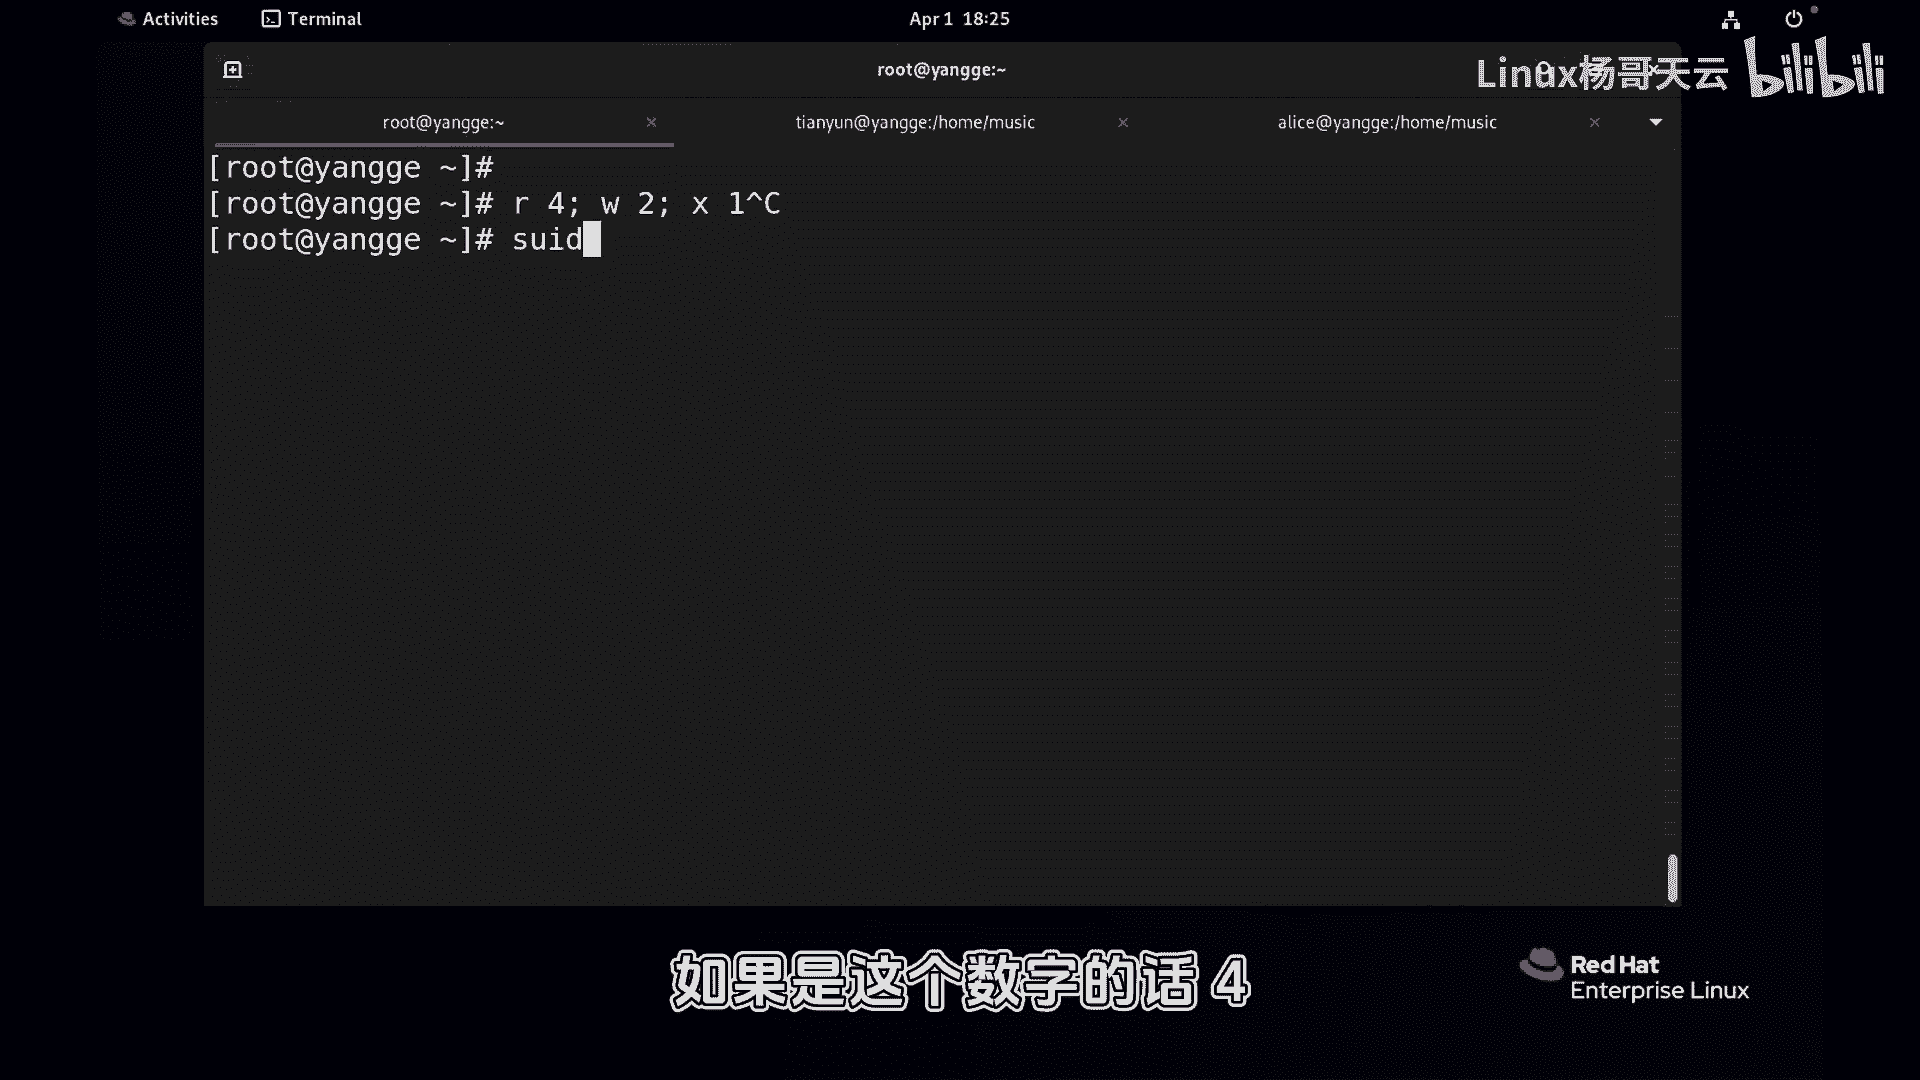 Activities
Terminal
Apr 1 18:25
root@yangge:~
Linux杨哥天云 bilibili
root@yangge:~
tianyun@yangge:/home/music
alice@yangge:/home/music
[root@yangge ~]#
[root@yangge ~]# r 4; w 2; x 1^C
[root@yangge ~]# suid
如果是这个数字的话 4
Red Hat
Enterprise Linux